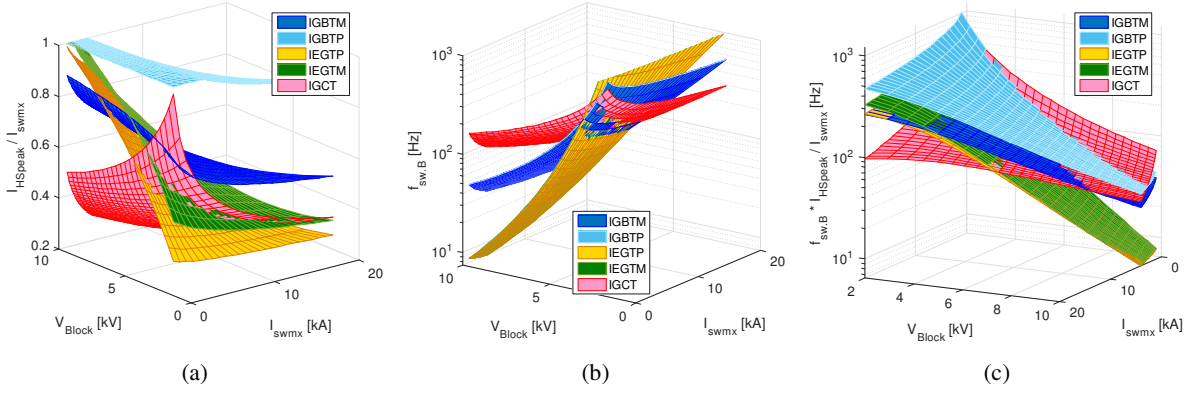 1
0.8
0.6
0.4
0.2
10
5
0
0
10
20
I_HSpeak / I_swmx
V_Block [kV]
I_swmx [kA]
IGBTM
IGBTP
IEGTP
IEGTM
IGCT
(a)
10^3
10^2
10^1
10
5
0
0
10
20
f_sw.B [Hz]
V_Block [kV]
I_swmx [kA]
IGBTM
IGBTP
IEGTP
IEGTM
IGCT
(b)
10^3
10^2
10^1
2
4
6
8
10
20
10
0
f_sw.B * I_HSpeak / I_swmx [Hz]
V_Block [kV]
I_swmx [kA]
IGBTM
IGBTP
IEGTP
IEGTM
IGCT
(c)